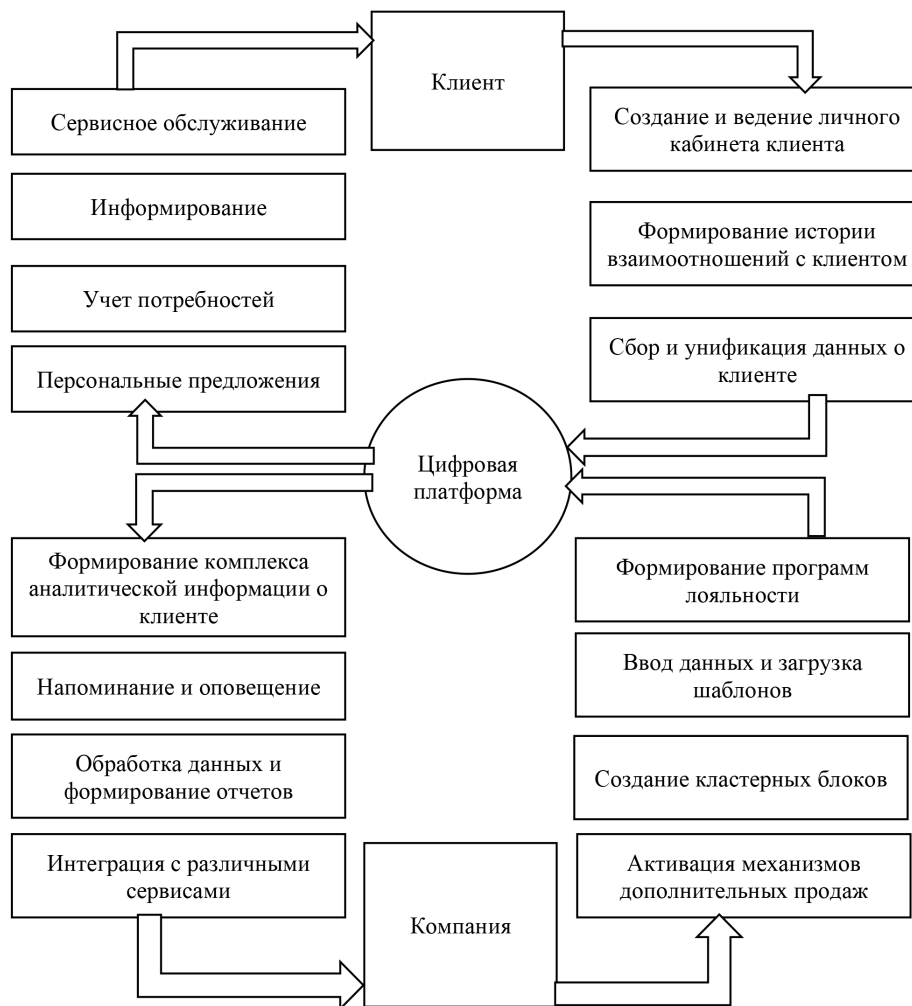 Клиент
Сервисное обслуживание
Создание и ведение личного
кабинета клиента
Информирование
Формирование истории
взаимоотношений с клиентом
Учет потребностей
Сбор и унификация данных о
клиенте
Персональные предложения
Цифровая
платформа
Формирование комплекса
аналитической информации о
клиенте
Формирование программ
лояльности
Напоминание и оповещение
Ввод данных и загрузка
шаблонов
Обработка данных и
формирование отчетов
Создание кластерных блоков
Интеграция с различными
сервисами
Активация механизмов
дополнительных продаж
Компания